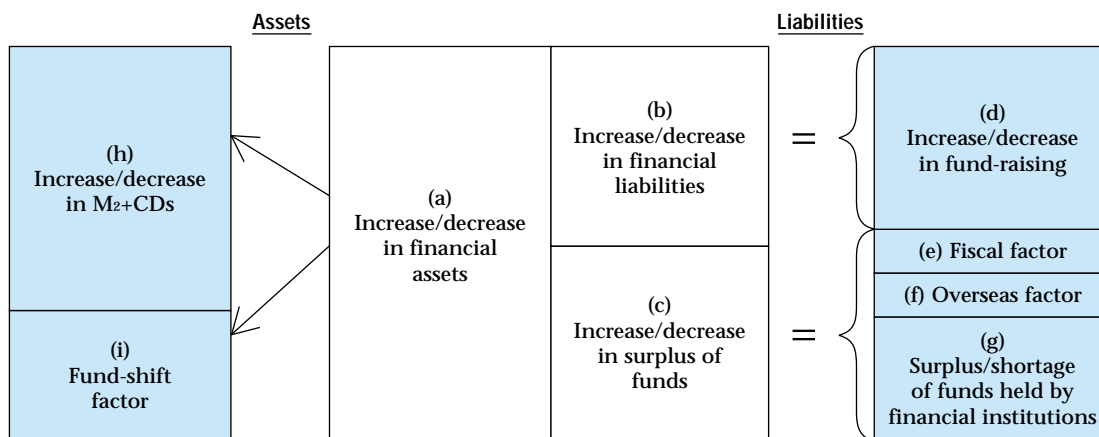 Assets
Liabilities
(h)
Increase/decrease
in M2+CDs
(i)
Fund-shift
factor
(a)
Increase/decrease
in financial
assets
(b)
Increase/decrease
in financial
liabilities
(c)
Increase/decrease
in surplus of
funds
=
=
(d)
Increase/decrease
in fund-raising
(e) Fiscal factor
(f) Overseas factor
(g)
Surplus/shortage
of funds held by
financial institutions